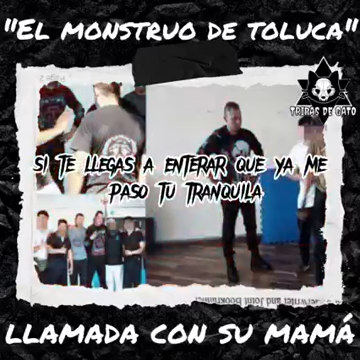 "EL MONSTRUO DE TOLUCA"
TRIPAS DE GATO
SI TE LLEGAS A ENTERAR QUE YA ME
PASO TU TRANQUILA
LLAMADA CON SU MAMÁ